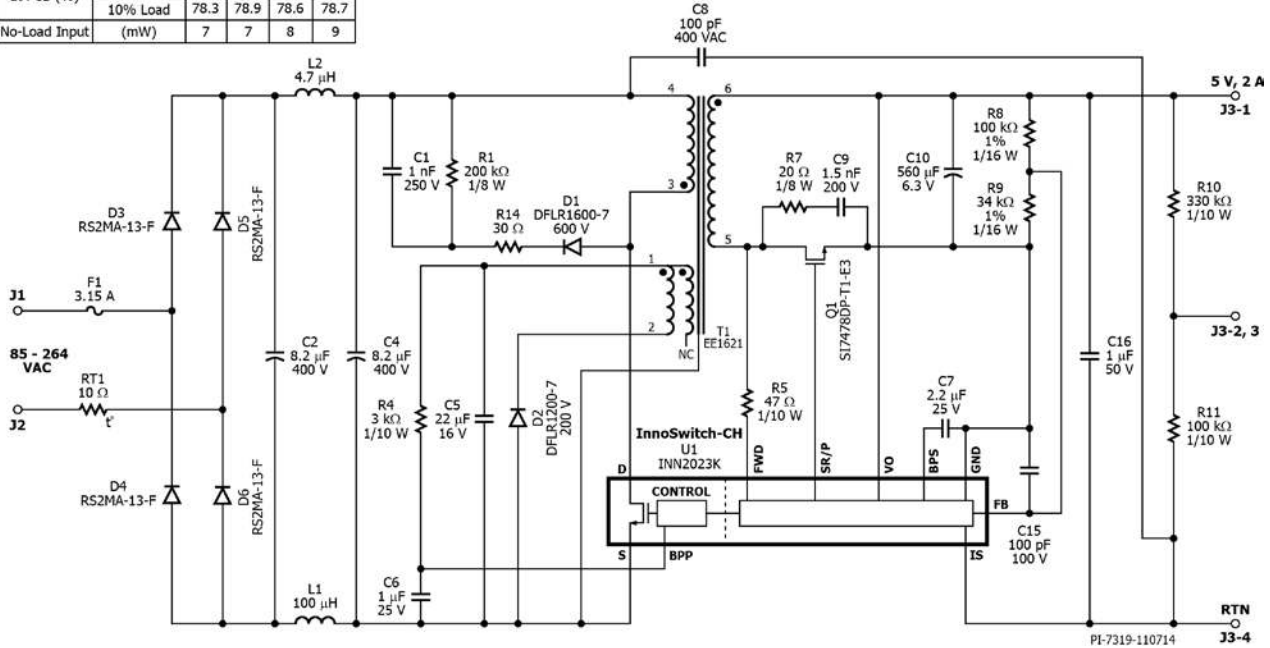 10% Load 78.3 78.9 78.6 78.7
No-Load Input (mW) 7 7 8 9
C8
100 pF
400 VAC
L2
4.7 µH
4
6
5 V, 2 A
J3-1
C1
1 nF
250 V
R1
200 kΩ
1/8 W
3
R7
20 Ω
1/8 W
C9
1.5 nF
200 V
C10
560 µF
6.3 V
R8
100 kΩ
1%
1/16 W
R9
34 kΩ
1%
1/16 W
R10
330 kΩ
1/10 W
D3
RS2MA-13-F
D5
RS2MA-13-F
R14
30 Ω
D1
DFLR1600-7
600 V
5
1
2
NC
T1
EE1621
Q1
SI7478DP-T1-E3
J1
F1
3.15 A
85 - 264
VAC
RT1
10 Ω
t°
J2
C2
8.2 µF
400 V
C4
8.2 µF
400 V
J3-2, 3
C16
1 µF
50 V
R4
3 kΩ
1/10 W
C5
22 µF
16 V
D2
DFLR1200-7
200 V
R5
47 Ω
1/10 W
C7
2.2 µF
25 V
R11
100 kΩ
1/10 W
InnoSwitch-CH
U1
INN2023K
D
FWD
SR/P
VO
BPS
GND
CONTROL
FB
D4
RS2MA-13-F
D6
RS2MA-13-F
S
BPP
IS
C15
100 pF
100 V
C6
1 µF
25 V
L1
100 µH
RTN
J3-4
PI-7319-110714